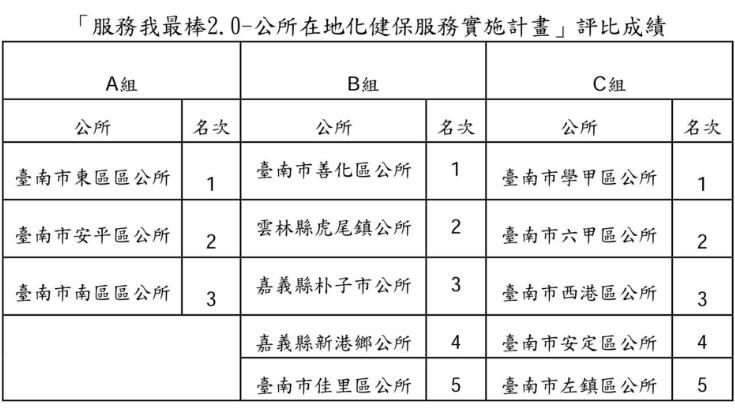 「服務我最棒2.0-公所在地化健保服務實施計畫」評比成績
A組 B組 C組
公所 名次 公所 名次 公所 名次
臺南市東區區公所 1 臺南市善化區公所 1 臺南市學甲區公所 1
臺南市安平區公所 2 雲林縣虎尾鎮公所 2 臺南市六甲區公所 2
臺南市南區區公所 3 嘉義縣朴子市公所 3 臺南市西港區公所 3
嘉義縣新港鄉公所 4 臺南市安定區公所 4
臺南市佳里區公所 5 臺南市左鎮區公所 5